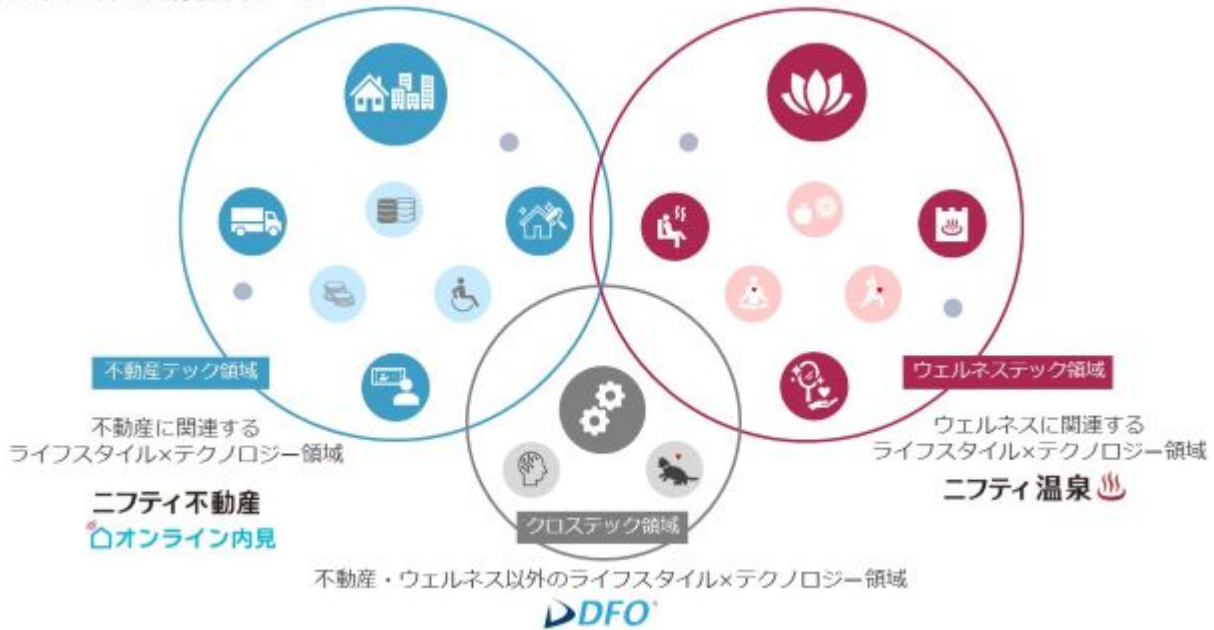 不動産テック領域
不動産に関連する
ライフスタイル×テクノロジー領域
ニフティ不動産
オンライン内見
ウェルネステック領域
ウェルネスに関連する
ライフスタイル×テクノロジー領域
ニフティ温泉
クロステック領域
不動産・ウェルネス以外のライフスタイル×テクノロジー領域
DFO